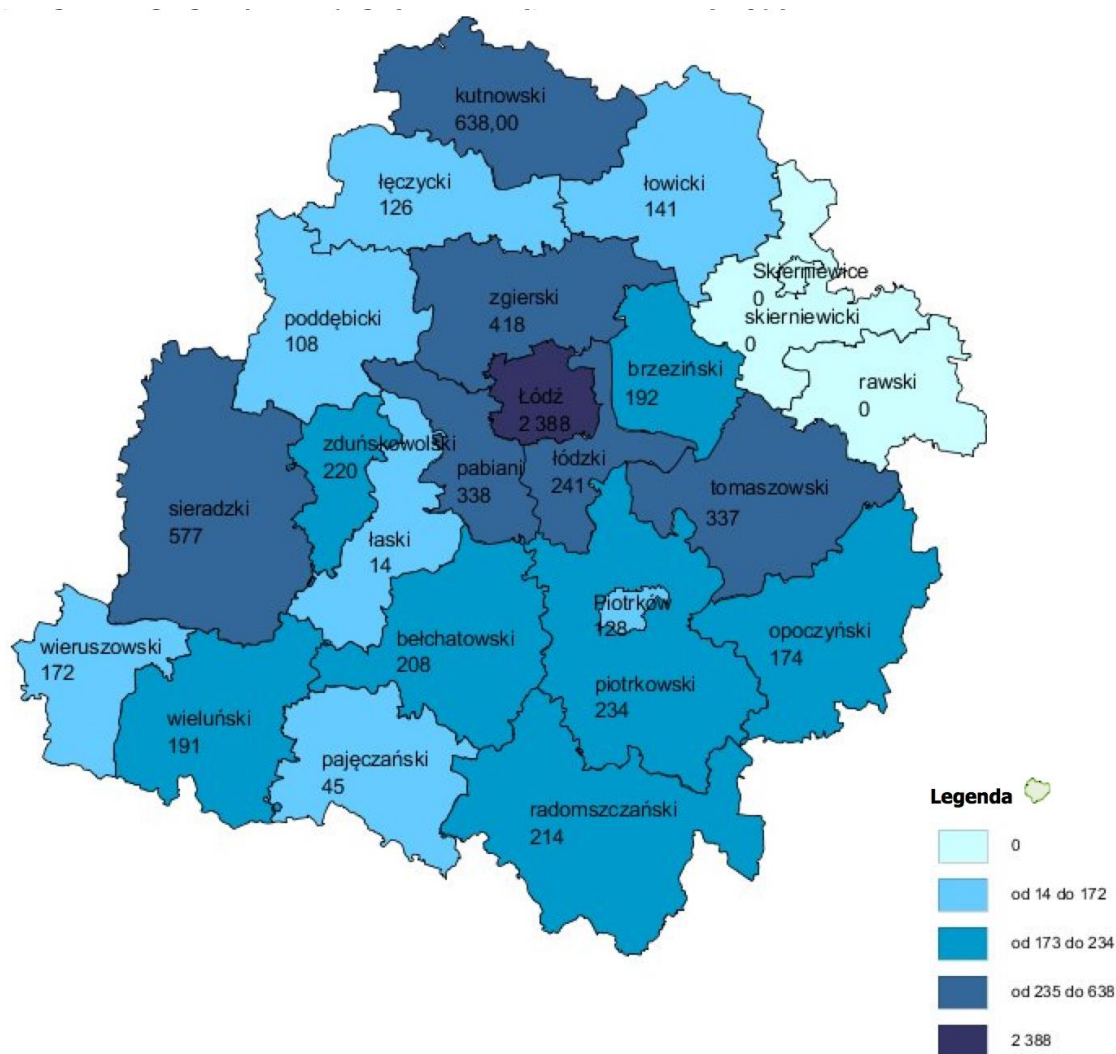 kutnowski
638,00
łęczycki
126
łowicki
141
Skierniewice
0
skierniewicki
0
zgierski
418
poddębicki
108
brzeziński
192
rawski
0
Łódź
2 388
zduńskowolski
220
pabiani
338
łódzki
241
tomaszowski
337
sieradzki
577
łaski
14
Piotrków
128
wieruszowski
172
bełchatowski
208
opoczyński
174
piotrkowski
234
wieluński
191
pajęczański
45
radomszczański
214
Legenda
0
od 14 do 172
od 173 do 234
od 235 do 638
2 388